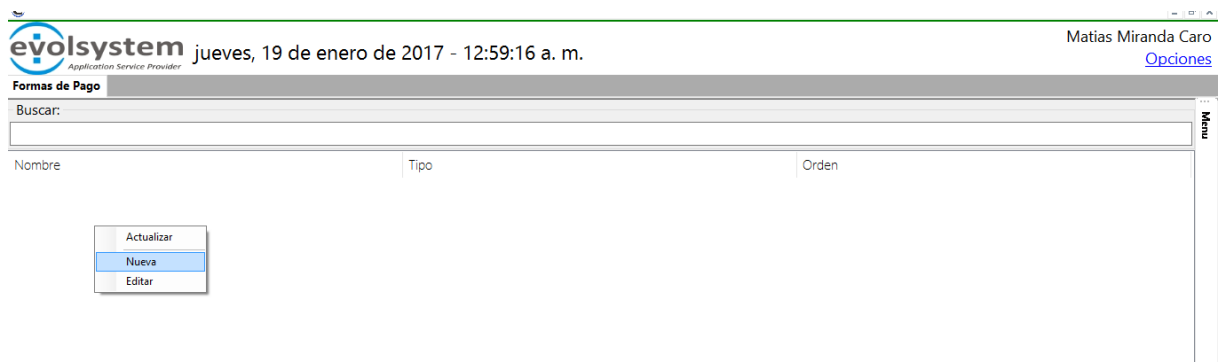 evolsystem
Application Service Provider
jueves, 19 de enero de 2017 - 12:59:16 a. m.
Matias Miranda Caro
Opciones
Formas de Pago
Buscar:
Menu
Nombre Tipo Orden
Actualizar
Nueva
Editar